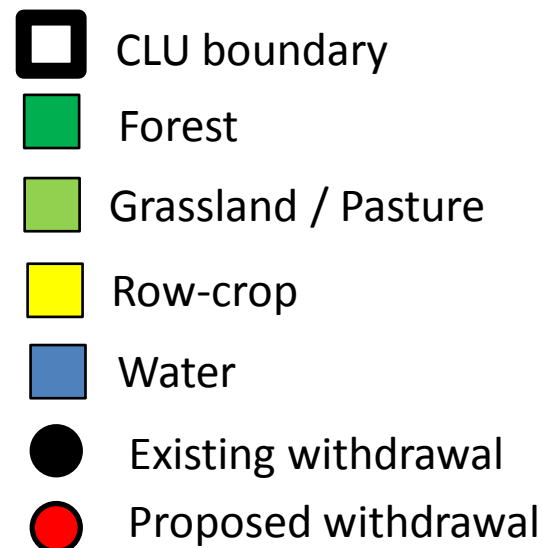 CLU boundary
Forest
Grassland / Pasture
Row-crop
Water
Existing withdrawal
Proposed withdrawal